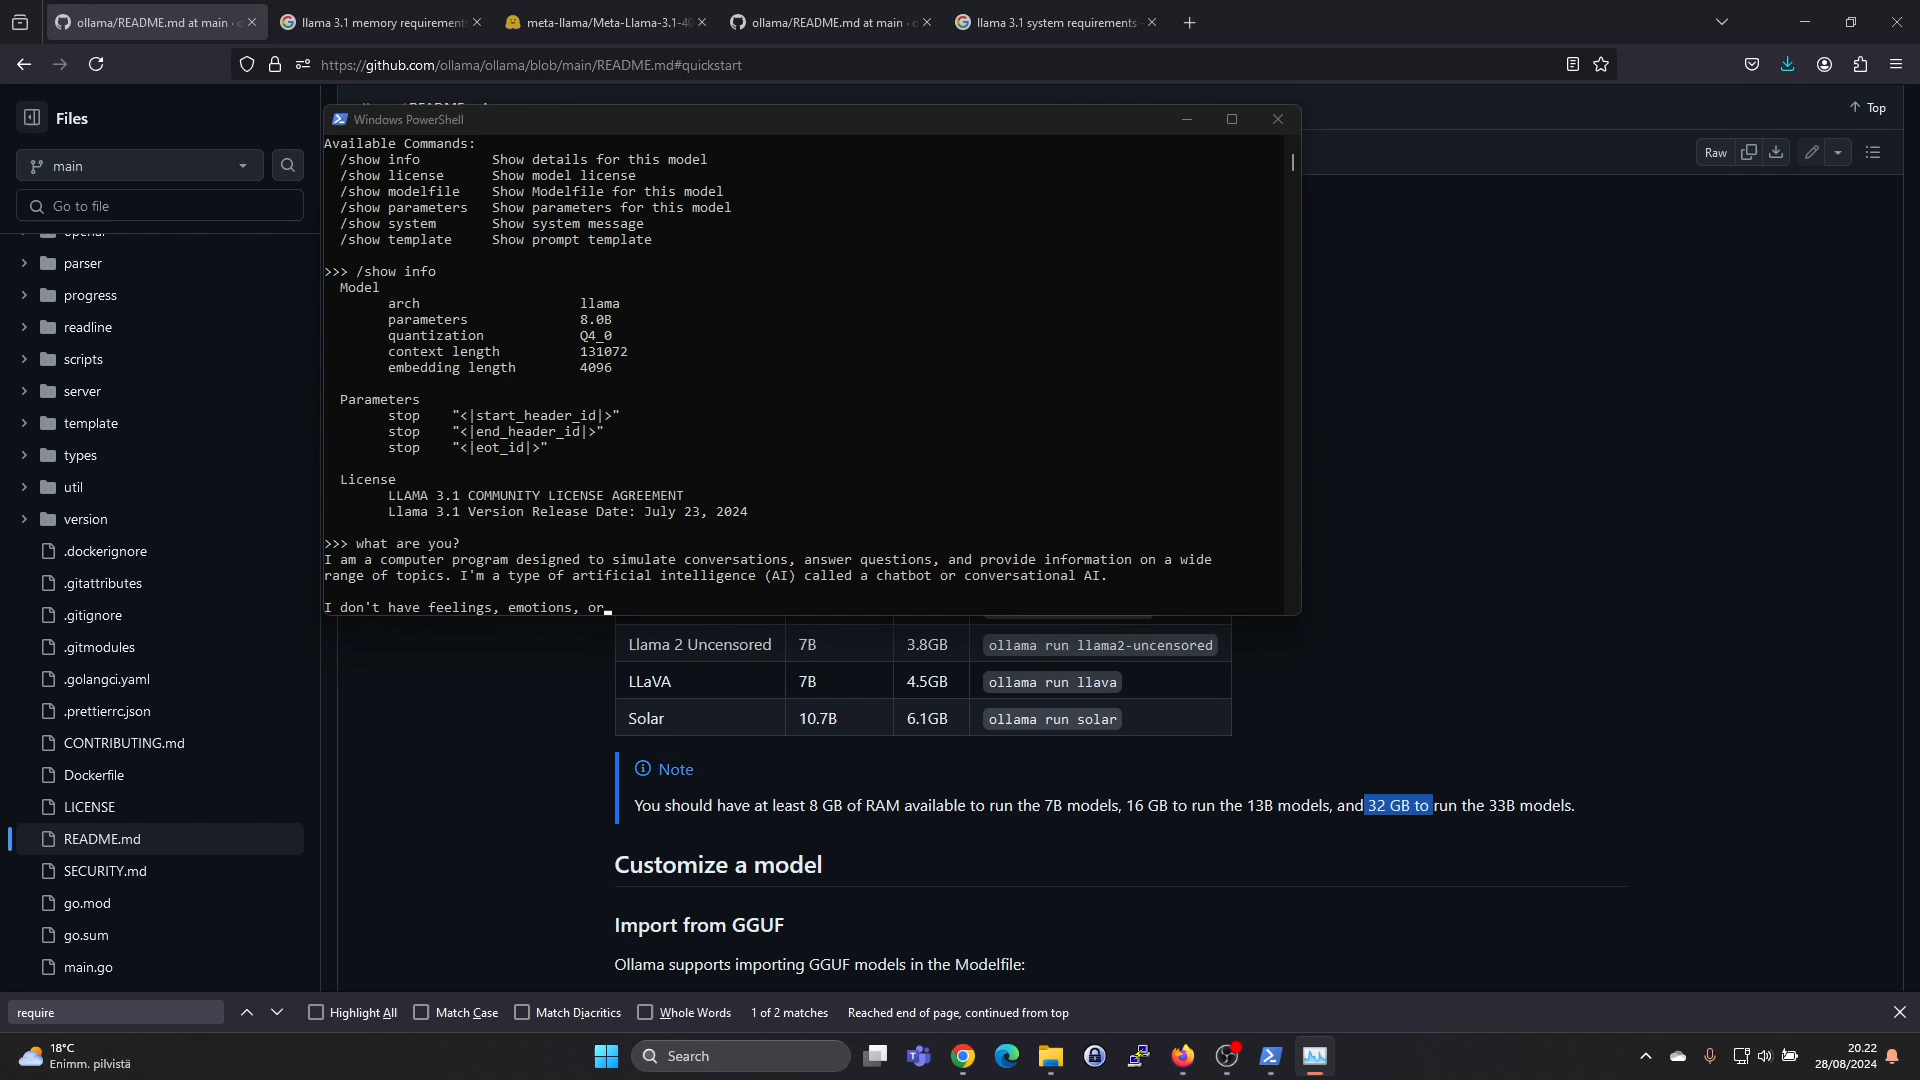 ollama/README.md at main · o
llama 3.1 memory requirements
meta-llama/Meta-Llama-3.1-40
ollama/README.md at main · o
llama 3.1 system requirements -
https://github.com/ollama/ollama/blob/main/README.md#quickstart
Files
Top
main
Raw
Go to file
parser
progress
readline
scripts
server
template
types
util
version
.dockerignore
.gitattributes
.gitignore
.gitmodules
.golangci.yaml
.prettierrc.json
CONTRIBUTING.md
Dockerfile
LICENSE
README.md
SECURITY.md
go.mod
go.sum
main.go
Windows PowerShell
Available Commands:
/show info Show details for this model
/show license Show model license
/show modelfile Show Modelfile for this model
/show parameters Show parameters for this model
/show system Show system message
/show template Show prompt template
>>> /show info
Model
arch llama
parameters 8.0B
quantization Q4_0
context length 131072
embedding length 4096
Parameters
stop "<|start_header_id|>"
stop "<|end_header_id|>"
stop "<|eot_id|>"
License
LLAMA 3.1 COMMUNITY LICENSE AGREEMENT
Llama 3.1 Version Release Date: July 23, 2024
>>> what are you?
I am a computer program designed to simulate conversations, answer questions, and provide information on a wide
range of topics. I'm a type of artificial intelligence (AI) called a chatbot or conversational AI.
I don't have feelings, emotions, or
Llama 2 Uncensored 7B 3.8GB ollama run llama2-uncensored
LLaVA 7B 4.5GB ollama run llava
Solar 10.7B 6.1GB ollama run solar
Note
You should have at least 8 GB of RAM available to run the 7B models, 16 GB to run the 13B models, and 32 GB to run the 33B models.
Customize a model
Import from GGUF
Ollama supports importing GGUF models in the Modelfile:
require
Highlight All Match Case Match Diacritics Whole Words 1 of 2 matches Reached end of page, continued from top
18°C
Enimm. pilvistä
Search
20.22
28/08/2024